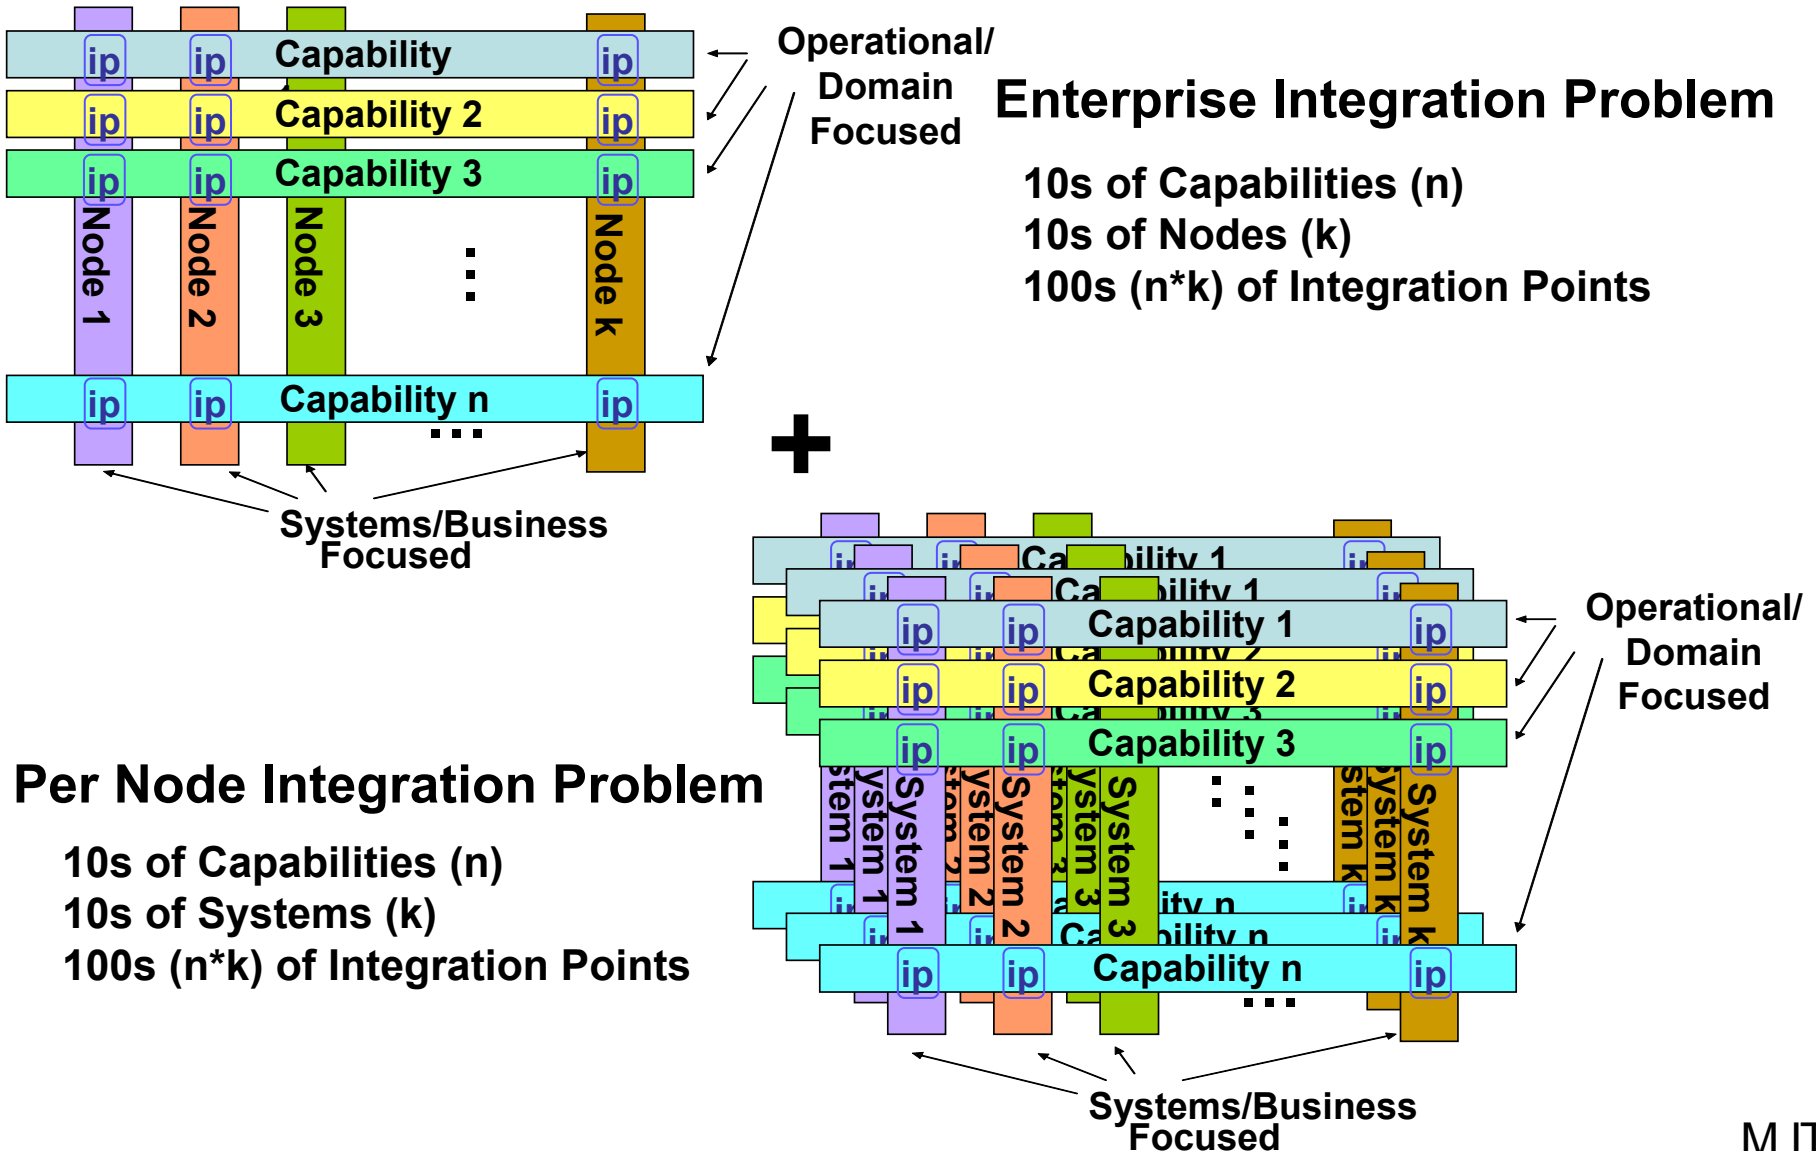 ip ip Capability ip
ip ip Capability 2 ip
ip ip Capability 3 ip
Node 1
Node 2
Node 3
Node k
ip ip Capability n ip
Operational/
Domain
Focused
Systems/Business
Focused
Enterprise Integration Problem
10s of Capabilities (n)
10s of Nodes (k)
100s (n*k) of Integration Points
+
Per Node Integration Problem
10s of Capabilities (n)
10s of Systems (k)
100s (n*k) of Integration Points
ip ip Capability 1 ip
ip ip Capability 2 ip
ip ip Capability 3 ip
System 1
System 2
System 3
System k
ip ip Capability n ip
Operational/
Domain
Focused
Systems/Business
Focused